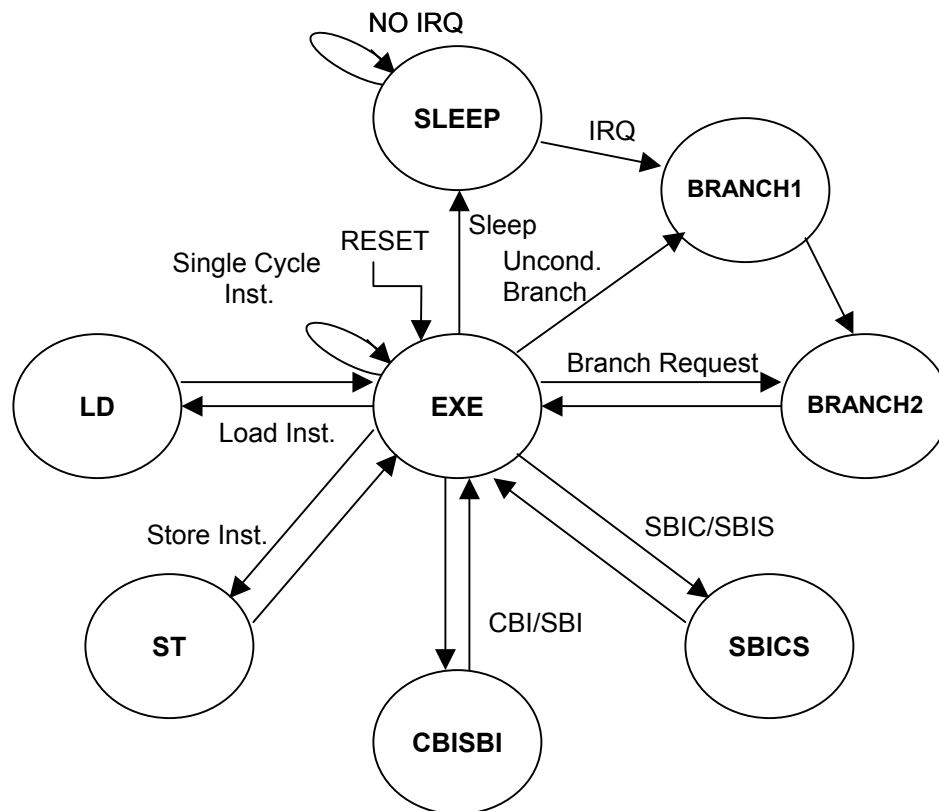 NO IRQ
SLEEP
IRQ
BRANCH1
Sleep
RESET
Single Cycle
Inst.
Uncond.
Branch
Branch Request
LD
EXE
BRANCH2
Load Inst.
Store Inst.
SBIC/SBIS
CBI/SBI
ST
SBICS
CBISBI